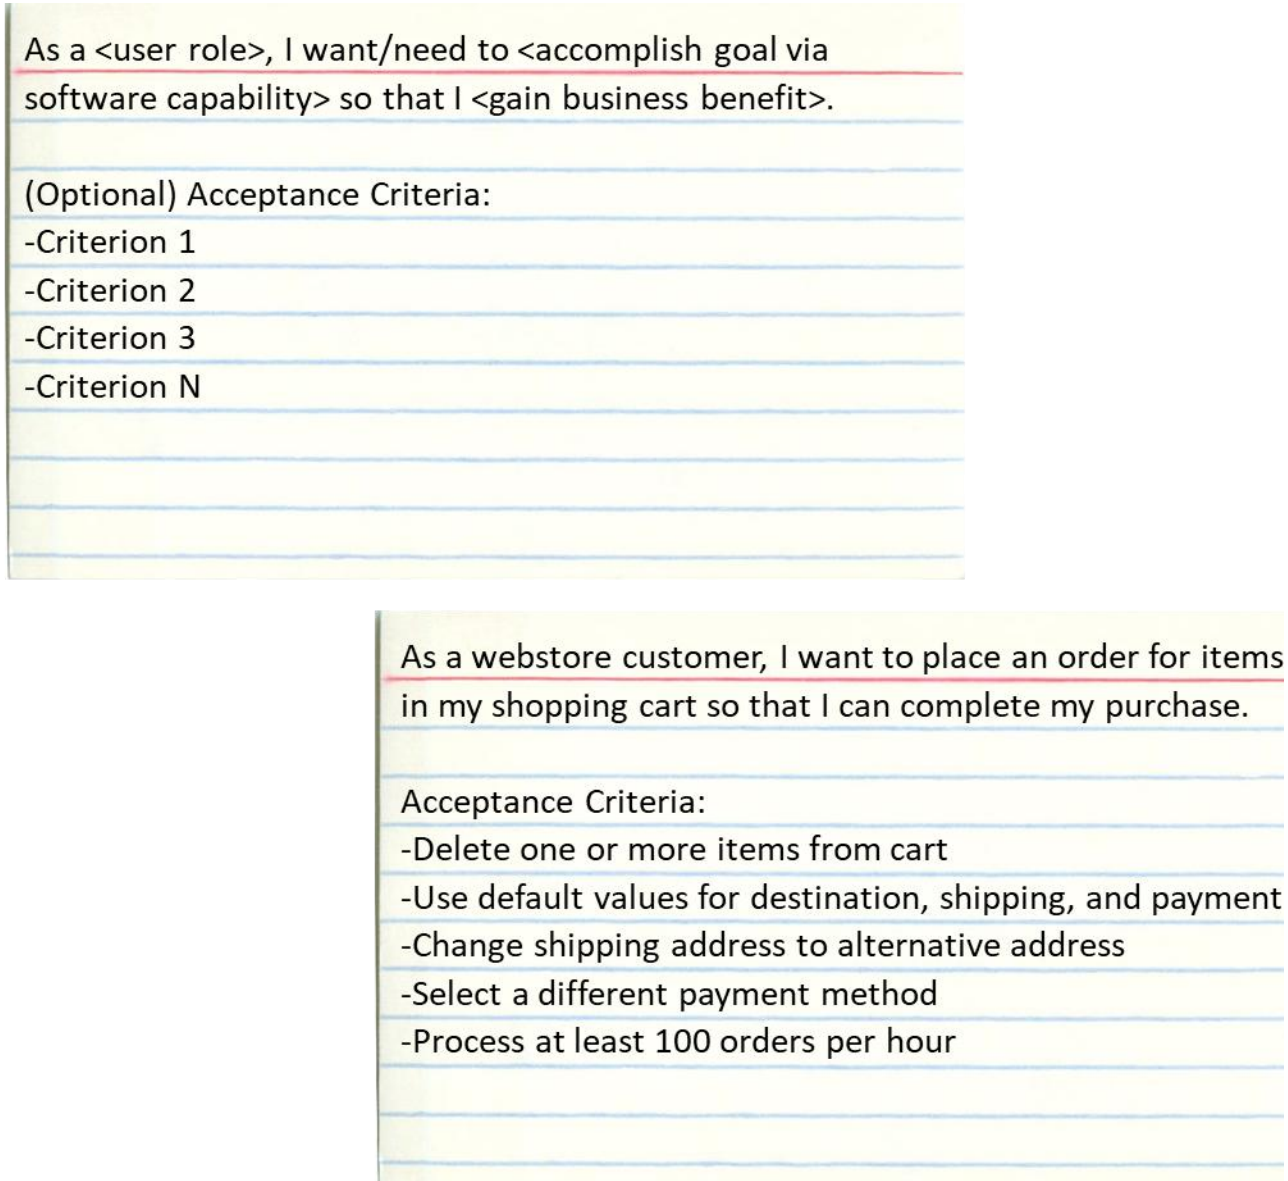 As a <user role>, I want/need to <accomplish goal via
software capability> so that I <gain business benefit>.
(Optional) Acceptance Criteria:
-Criterion 1
-Criterion 2
-Criterion 3
-Criterion N
As a webstore customer, I want to place an order for items
in my shopping cart so that I can complete my purchase.
Acceptance Criteria:
-Delete one or more items from cart
-Use default values for destination, shipping, and payment
-Change shipping address to alternative address
-Select a different payment method
-Process at least 100 orders per hour